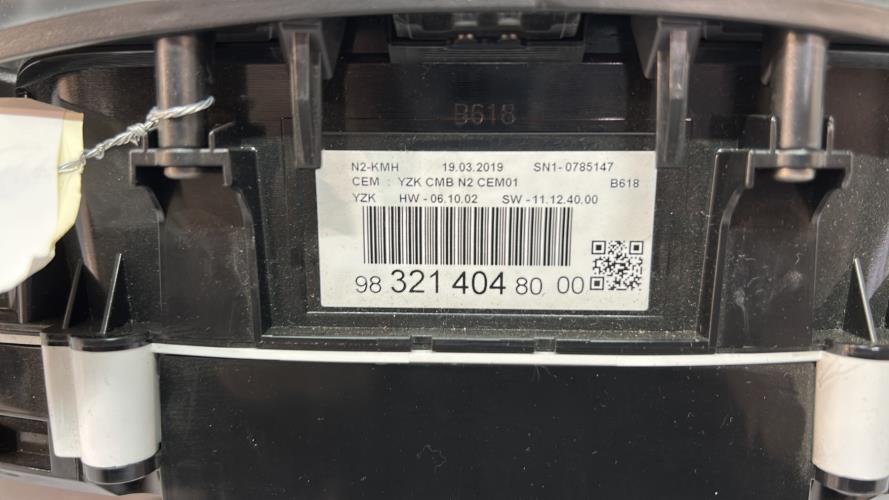 B618
N2-KMH 19.03.2019 SN1- 0785147
CEM : YZK CMB N2 CEM01 B618
YZK HW - 06.10.02 SW - 11.12.40.00
98 321 404 80 00